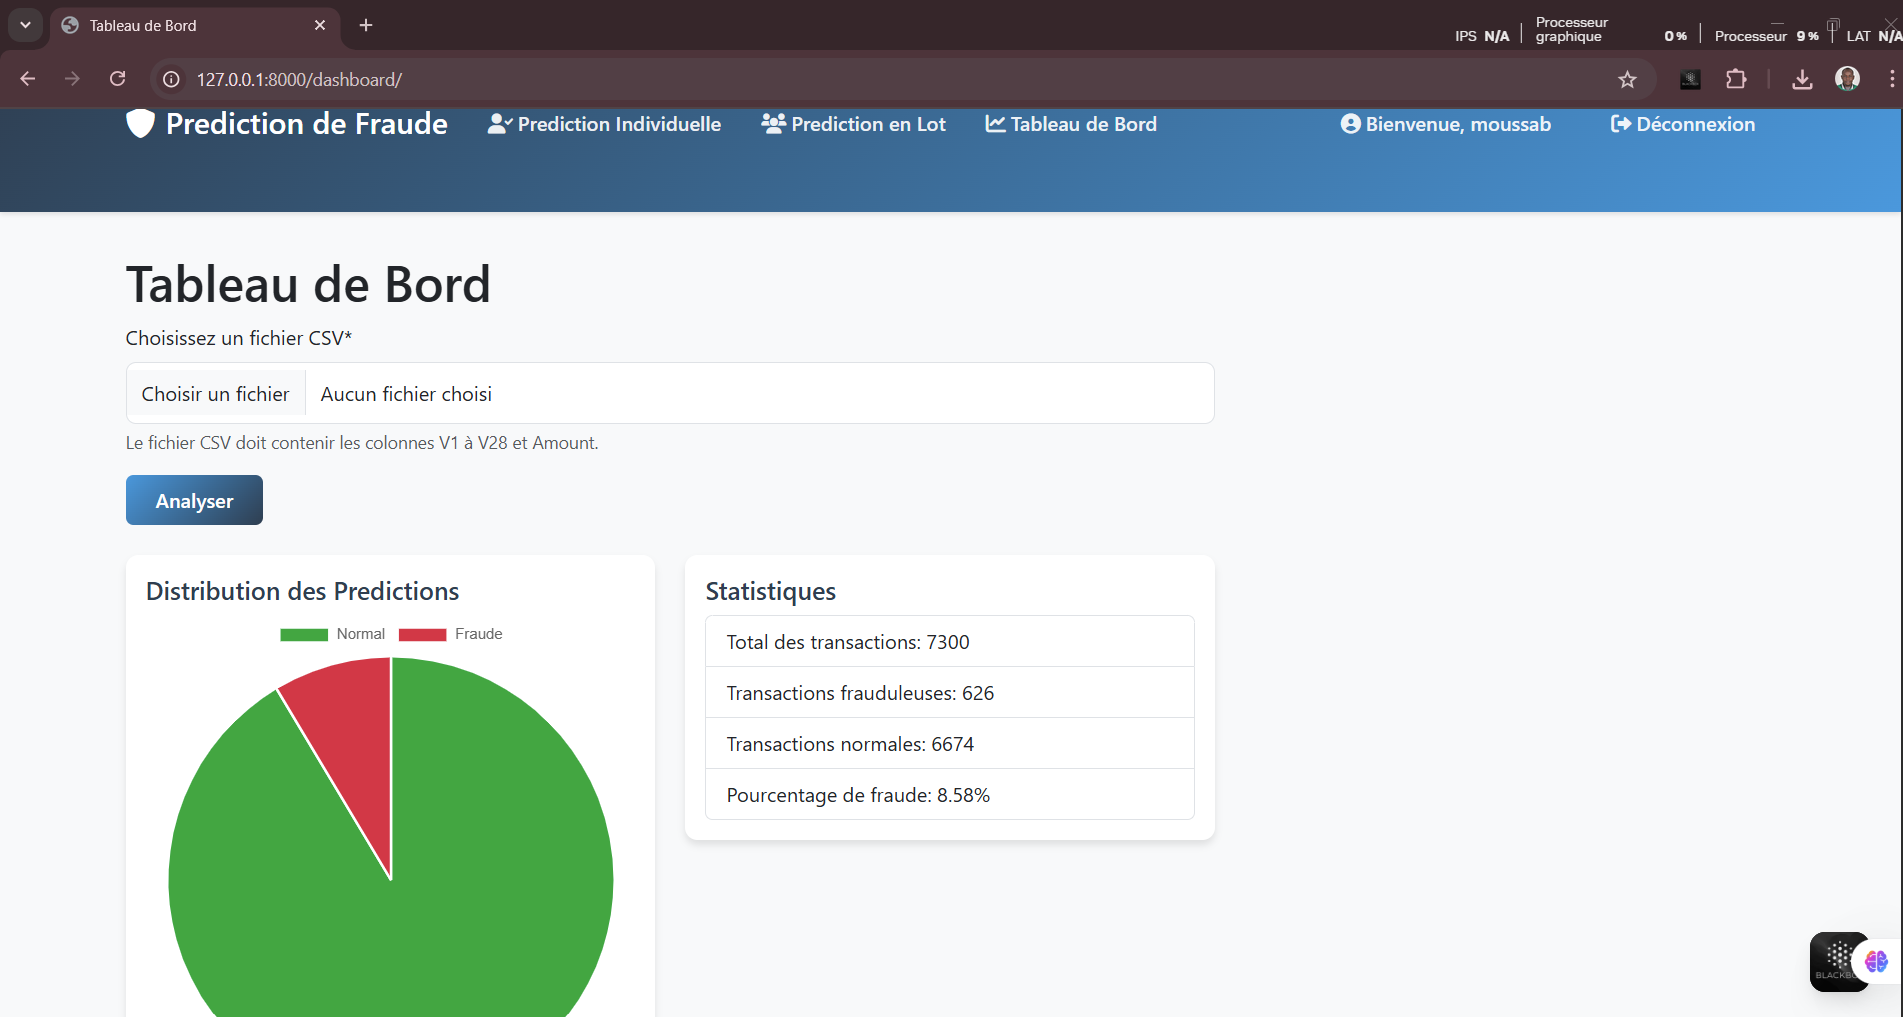 Tableau de Bord
IPS N/A
Processeur graphique 0 %
Processeur 9 %
LAT N/A
127.0.0.1:8000/dashboard/
Prediction de Fraude
Prediction Individuelle
Prediction en Lot
Tableau de Bord
Bienvenue, moussab
Déconnexion
Tableau de Bord
Choisissez un fichier CSV*
Choisir un fichier
Aucun fichier choisi
Le fichier CSV doit contenir les colonnes V1 à V28 et Amount.
Analyser
Distribution des Predictions
Normal
Fraude
Statistiques
Total des transactions: 7300
Transactions frauduleuses: 626
Transactions normales: 6674
Pourcentage de fraude: 8.58%